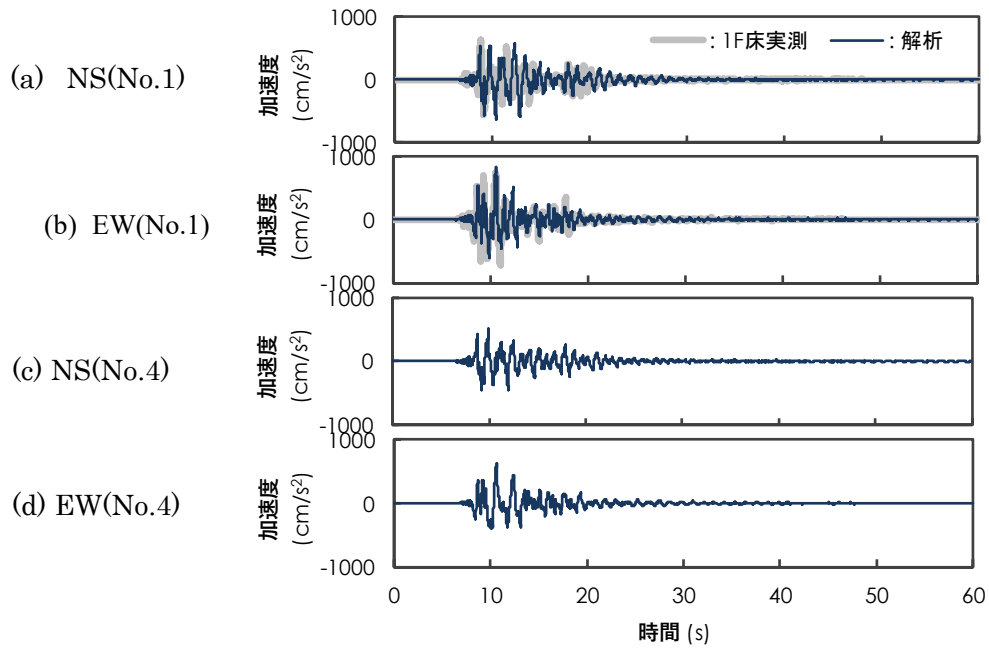 1000
: 1F床実測
: 解析
(a) NS(No.1)
加速度
(cm/s²)
0
-1000
1000
(b) EW(No.1)
加速度
(cm/s²)
0
-1000
1000
(c) NS(No.4)
加速度
(cm/s²)
0
-1000
1000
(d) EW(No.4)
加速度
(cm/s²)
0
-1000
0 10 20 30 40 50 60
時間 (s)